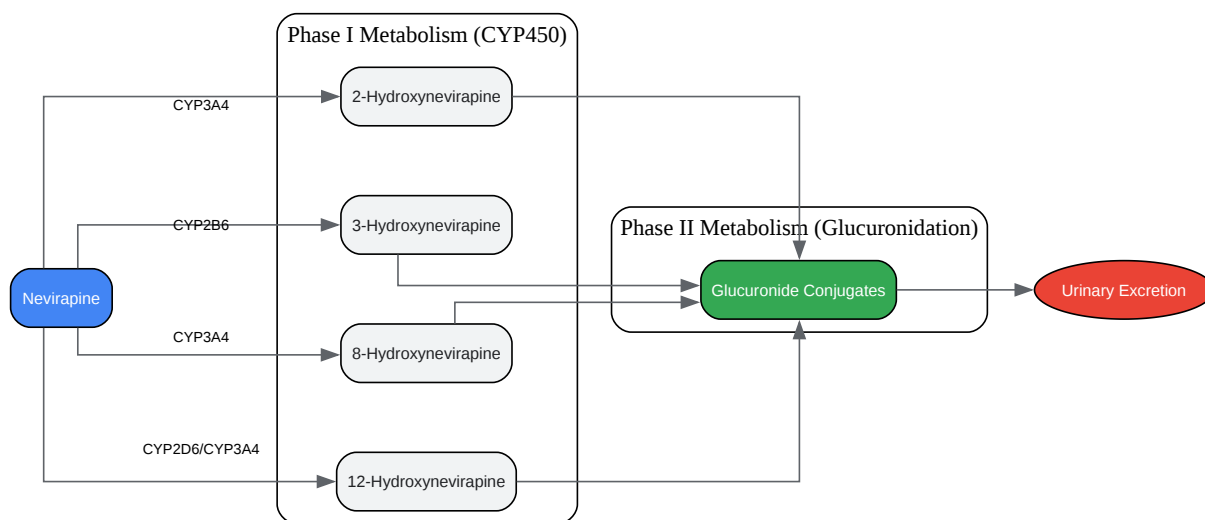 Phase I Metabolism (CYP450)
2-Hydroxynevirapine
CYP3A4
CYP2B6
3-Hydroxynevirapine
Phase II Metabolism (Glucuronidation)
Nevirapine
Glucuronide Conjugates
Urinary Excretion
CYP3A4
8-Hydroxynevirapine
CYP2D6/CYP3A4
12-Hydroxynevirapine